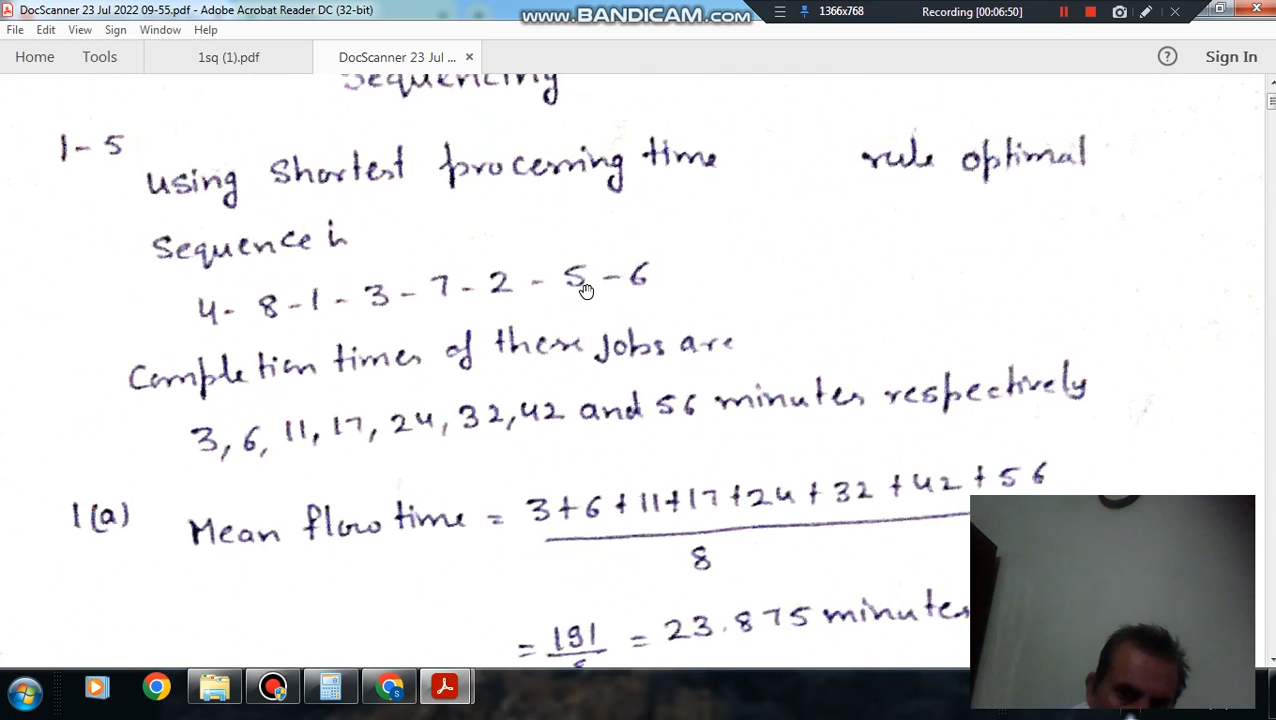 DocScanner 23 Jul 2022 09-55.pdf - Adobe Acrobat Reader DC (32-bit)
www.BANDICAM.com
1366x768
Recording [00:06:50]
File Edit View Sign Window Help
Home Tools 1sq (1).pdf DocScanner 23 Jul ... × Sign In
Sequencing
1-5 using shortest processing time rule optimal
sequence is
4 - 8 - 1 - 3 - 7 - 2 - 5 - 6
Completion times of these jobs are
3, 6, 11, 17, 24, 32, 42 and 56 minutes respectively
1(a) Mean flow time = 3+6+11+17+24+32+42+56
8
= 191 = 23.875 minutes